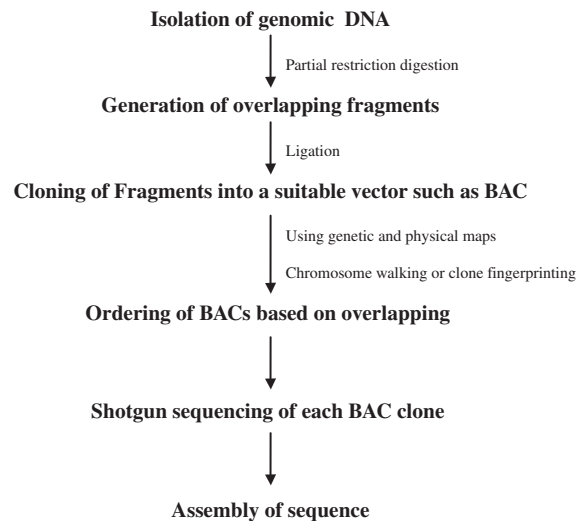 Isolation of genomic DNA
Partial restriction digestion
Generation of overlapping fragments
Ligation
Cloning of Fragments into a suitable vector such as BAC
Using genetic and physical maps
Chromosome walking or clone fingerprinting
Ordering of BACs based on overlapping
Shotgun sequencing of each BAC clone
Assembly of sequence